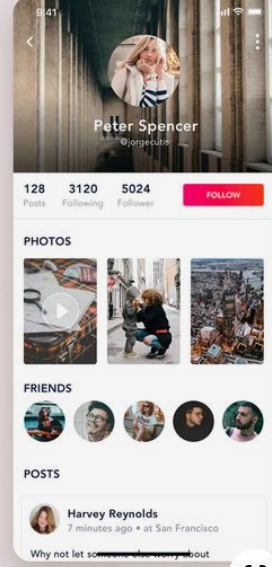 9:41
Peter Spencer
@jorgecutis
128 3120 5024 FOLLOW
Posts Following Follower
PHOTOS
FRIENDS
POSTS
Harvey Reynolds
7 minutes ago • at San Francisco
Why not let someone else worry about